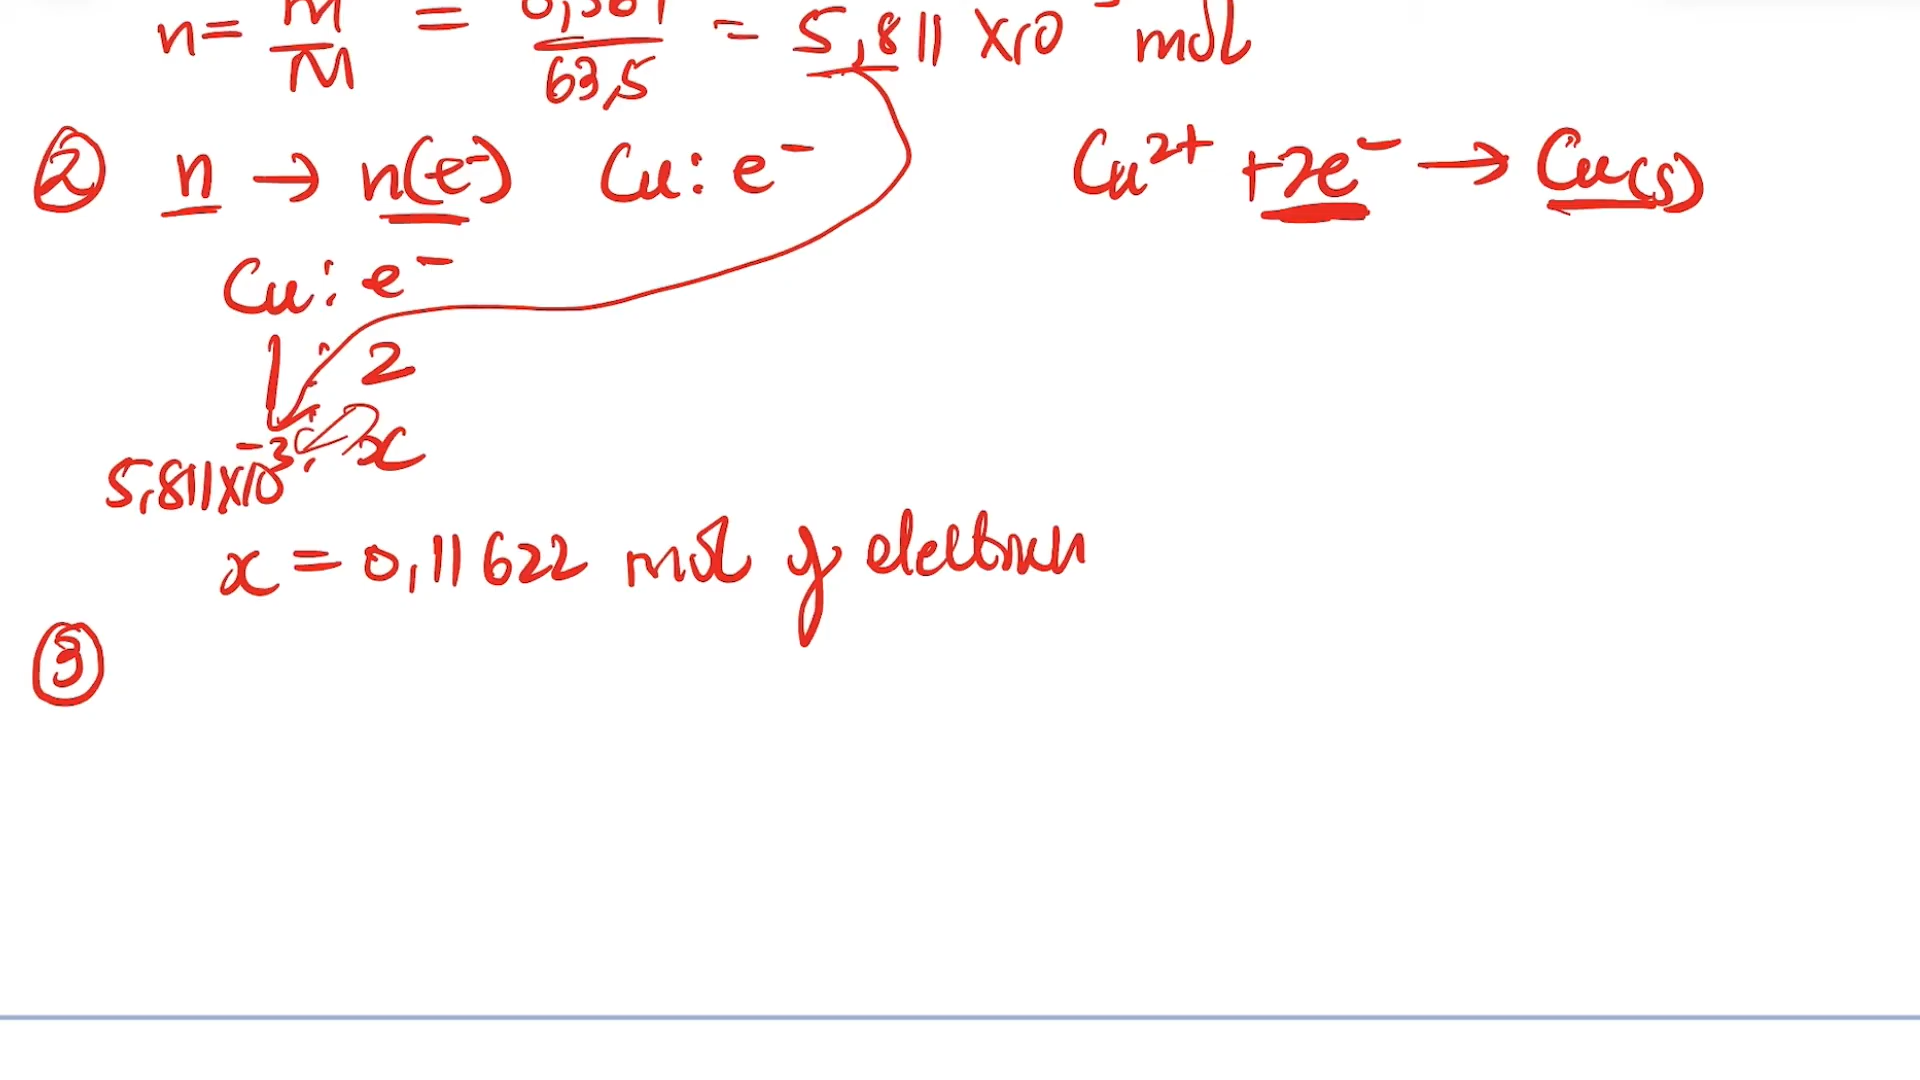 n = m/M = 0,369/63,5 = 5,811 x10⁻³ mol
② n → n(e⁻) Cu : e⁻ Cu²⁺ + 2e⁻ → Cu(s)
Cu : e⁻
1 : 2
5,811x10⁻³ : x
x = 0,11622 mol of electron
③